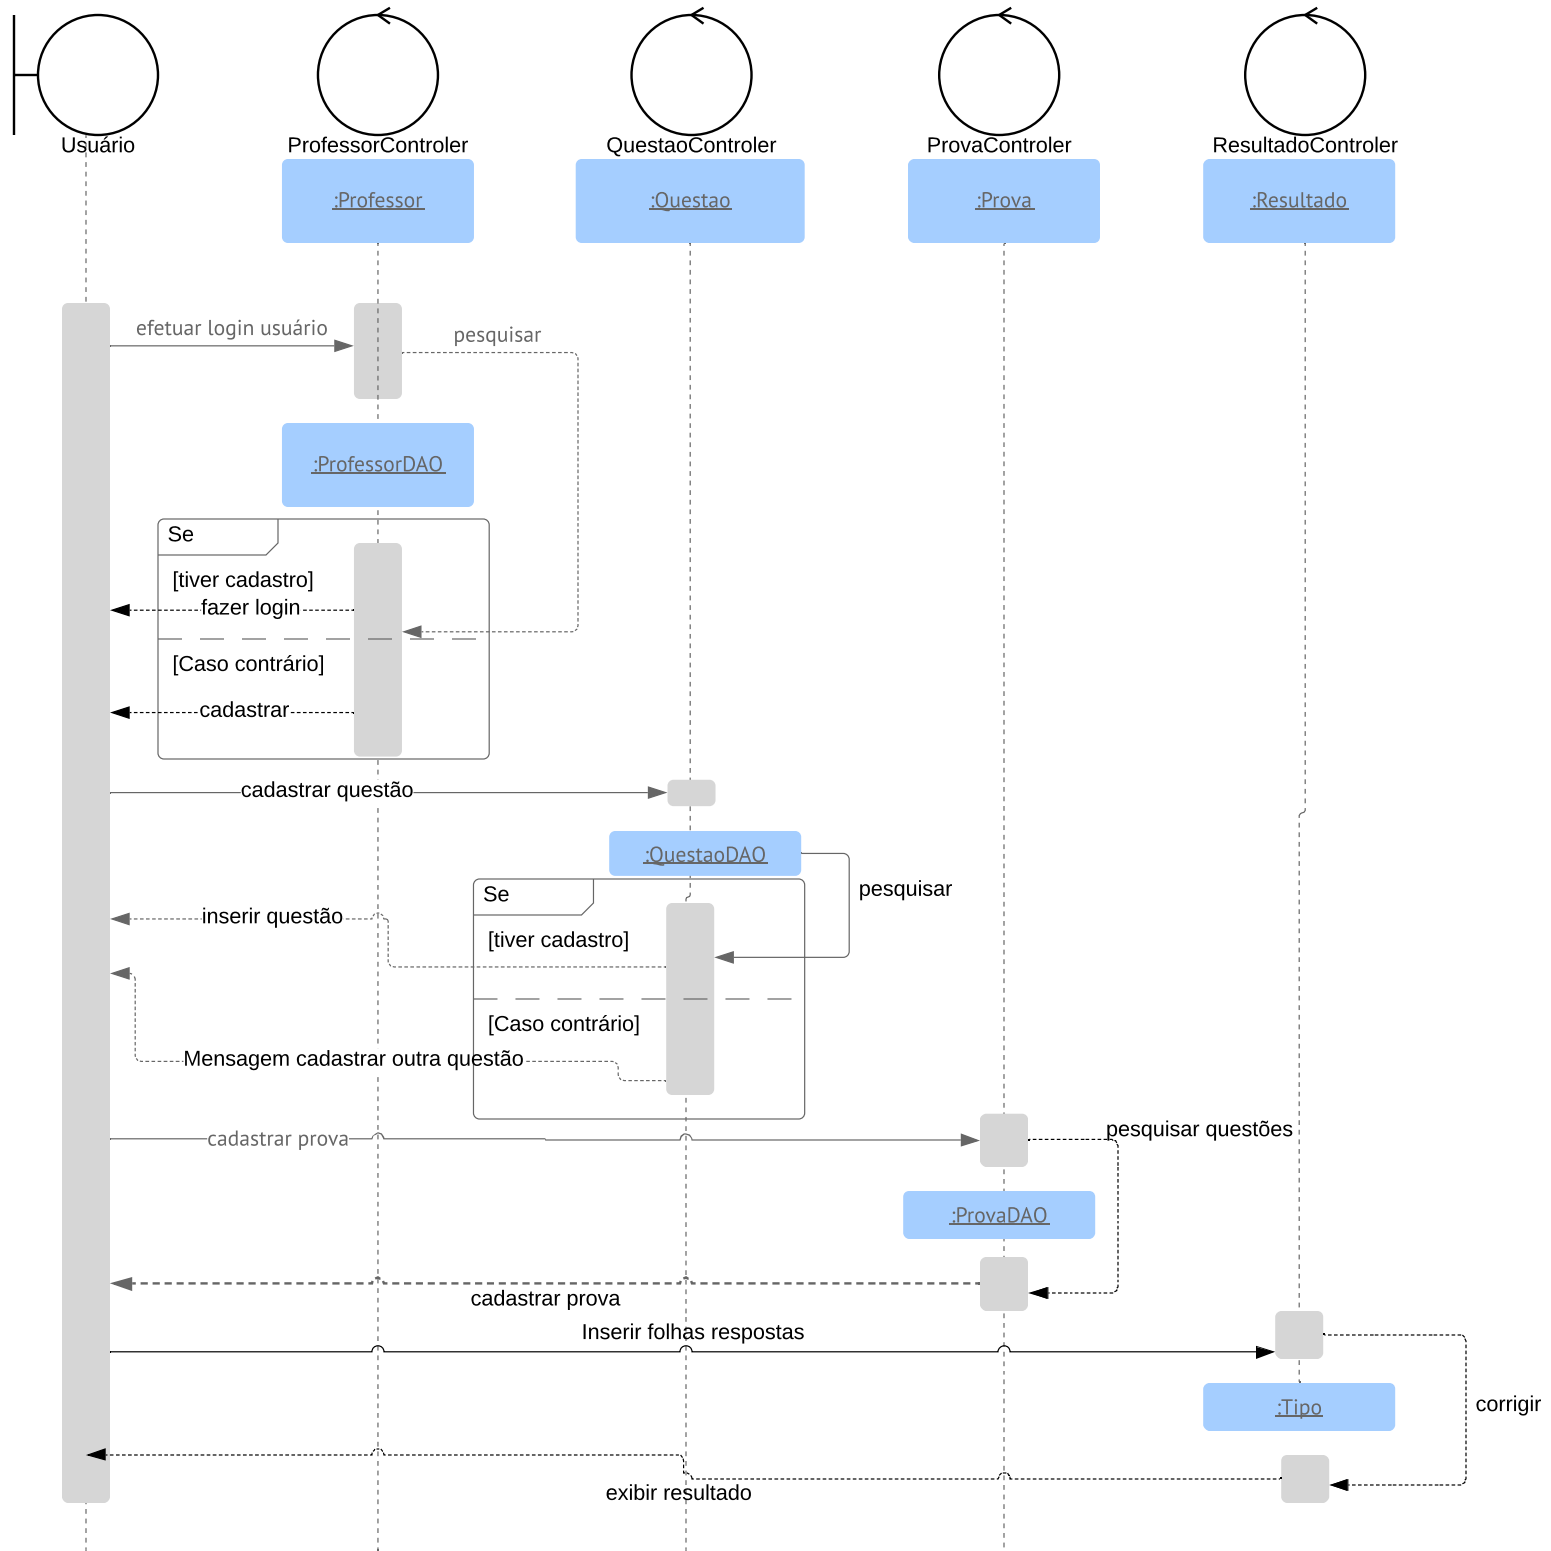 Usuário
ProfessorControler
QuestaoControler
ProvaControler
ResultadoControler
:Professor
:Questao
:Prova
:Resultado
efetuar login usuário
pesquisar
:ProfessorDAO
Se
[tiver cadastro]
fazer login
[Caso contrário]
cadastrar
cadastrar questão
:QuestaoDAO
pesquisar
Se
inserir questão
[tiver cadastro]
[Caso contrário]
Mensagem cadastrar outra questão
cadastrar prova
pesquisar questões
:ProvaDAO
cadastrar prova
Inserir folhas respostas
:Tipo
corrigir
exibir resultado